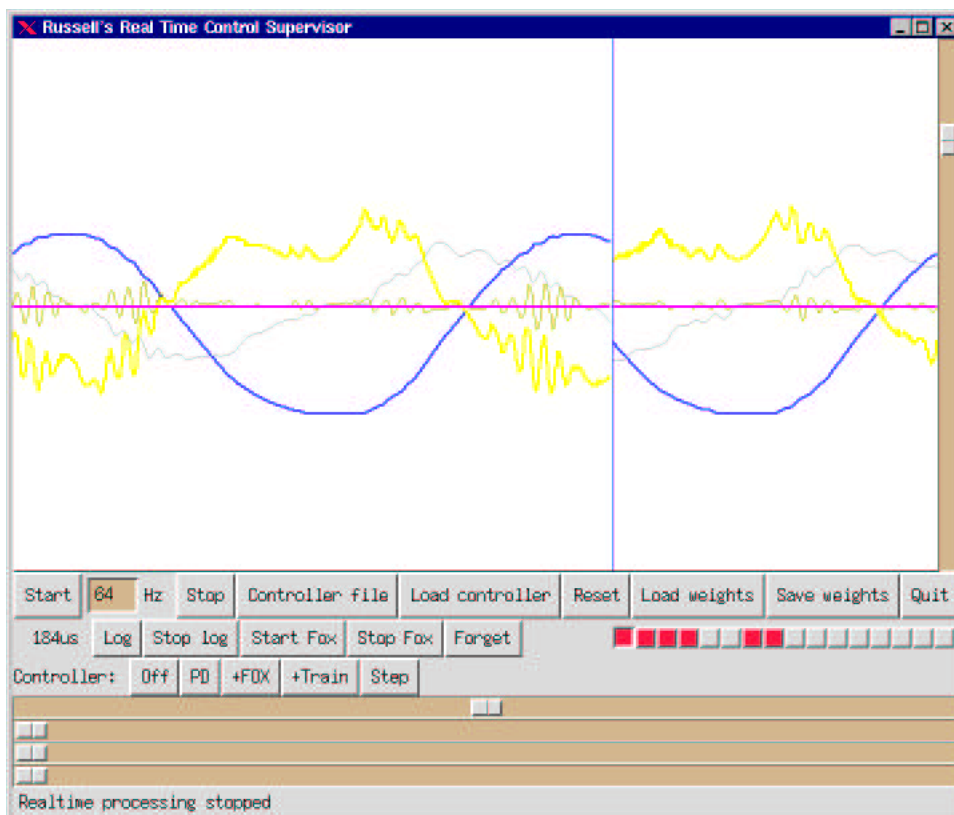 Russell's Real Time Control Supervisor
Start 64 Hz Stop Controller file Load controller Reset Load weights Save weights Quit
184us Log Stop log Start Fox Stop Fox Forget
Controller: Off PD +FOX +Train Step
Realtime processing stopped